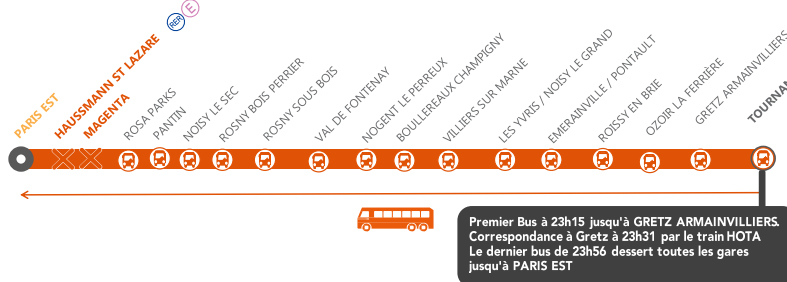 PARIS EST
HAUSSMANN ST LAZARE
RER E
MAGENTA
ROSA PARKS
PANTIN
NOISY LE SEC
ROSNY BOIS PERRIER
ROSNY SOUS BOIS
VAL DE FONTENAY
NOGENT LE PERREUX
BOULLEREAUX CHAMPIGNY
VILLIERS SUR MARNE
LES YVRIS / NOISY LE GRAND
EMERAINVILLE / PONTAULT
ROISSY EN BRIE
OZOIR LA FERRIÈRE
GRETZ ARMAINVILLIERS
TOURNAN
Premier Bus à 23h15 jusqu'à GRETZ ARMAINVILLIERS.
Correspondance à Gretz à 23h31 par le train HOTA
Le dernier bus de 23h56 dessert toutes les gares
jusqu'à PARIS EST